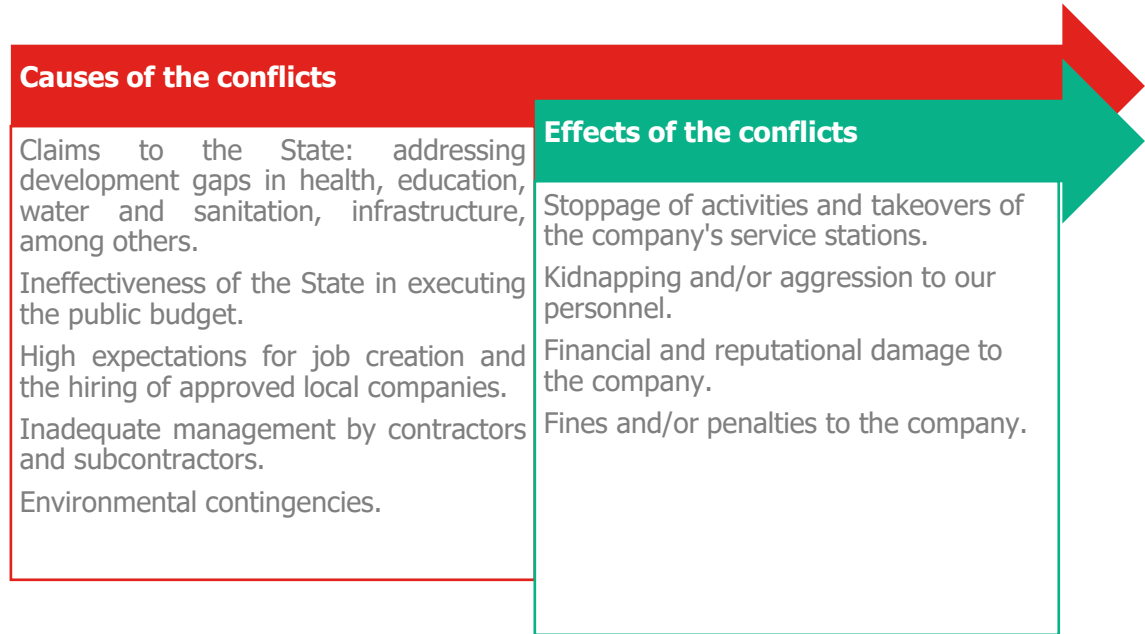 Causes of the conflicts
Claims to the State: addressing
development gaps in health, education,
water and sanitation, infrastructure,
among others.
Ineffectiveness of the State in executing
the public budget.
High expectations for job creation and
the hiring of approved local companies.
Inadequate management by contractors
and subcontractors.
Environmental contingencies.
Effects of the conflicts
Stoppage of activities and takeovers of
the company's service stations.
Kidnapping and/or aggression to our
personnel.
Financial and reputational damage to
the company.
Fines and/or penalties to the company.